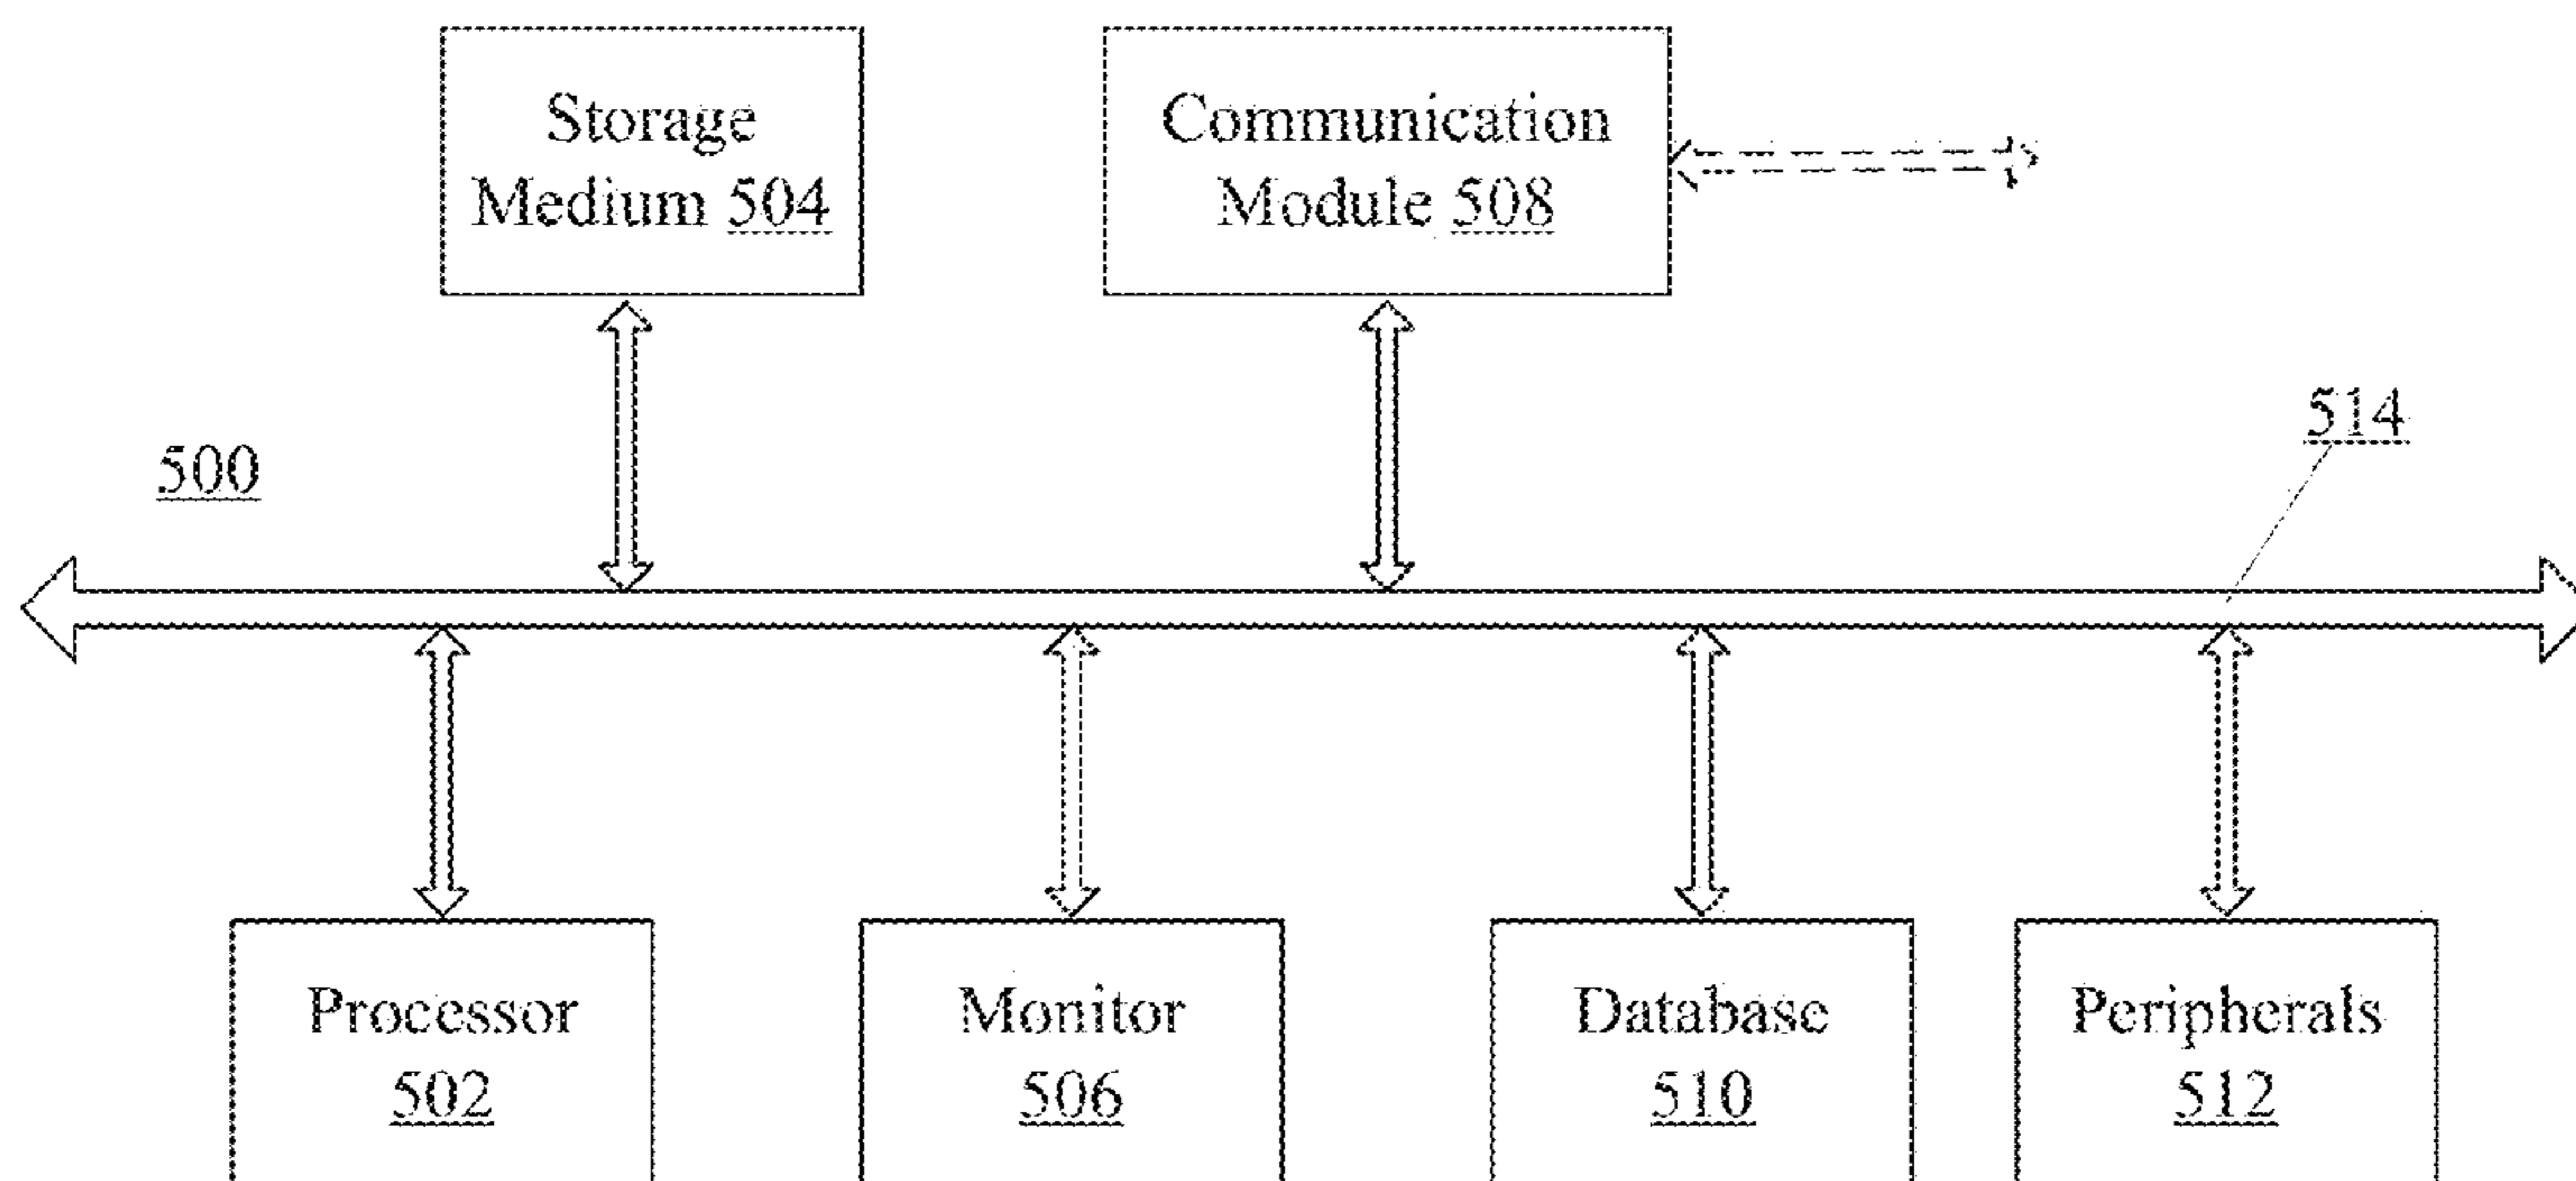 Storage
Medium 504
Communication
Module 508
514
500
Processor
502
Monitor
506
Database
510
Peripherals
512